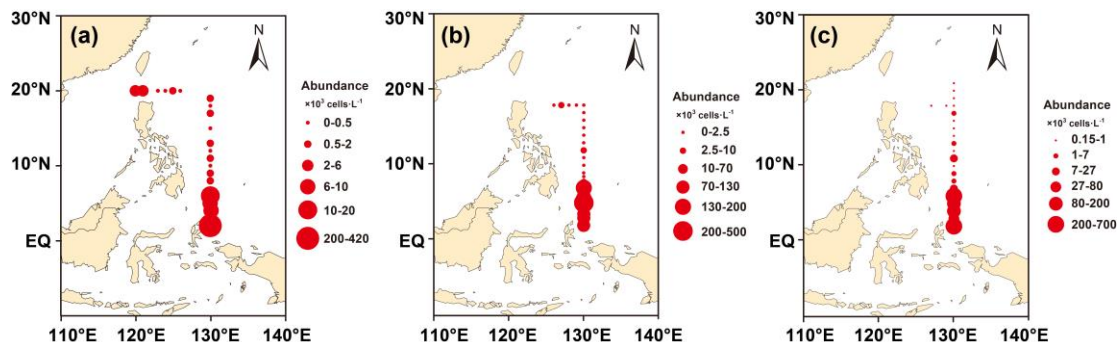 (a)
N
30°N
20°N
10°N
EQ
110°E 120°E 130°E 140°E
Abundance
×10³ cells·L⁻¹
0-0.5
0.5-2
2-6
6-10
10-20
200-420
(b)
N
30°N
20°N
10°N
EQ
110°E 120°E 130°E 140°E
Abundance
×10³ cells·L⁻¹
0-2.5
2.5-10
10-70
70-130
130-200
200-500
(c)
N
30°N
20°N
10°N
EQ
110°E 120°E 130°E 140°E
Abundance
×10³ cells·L⁻¹
0.15-1
1-7
7-27
27-80
80-200
200-700